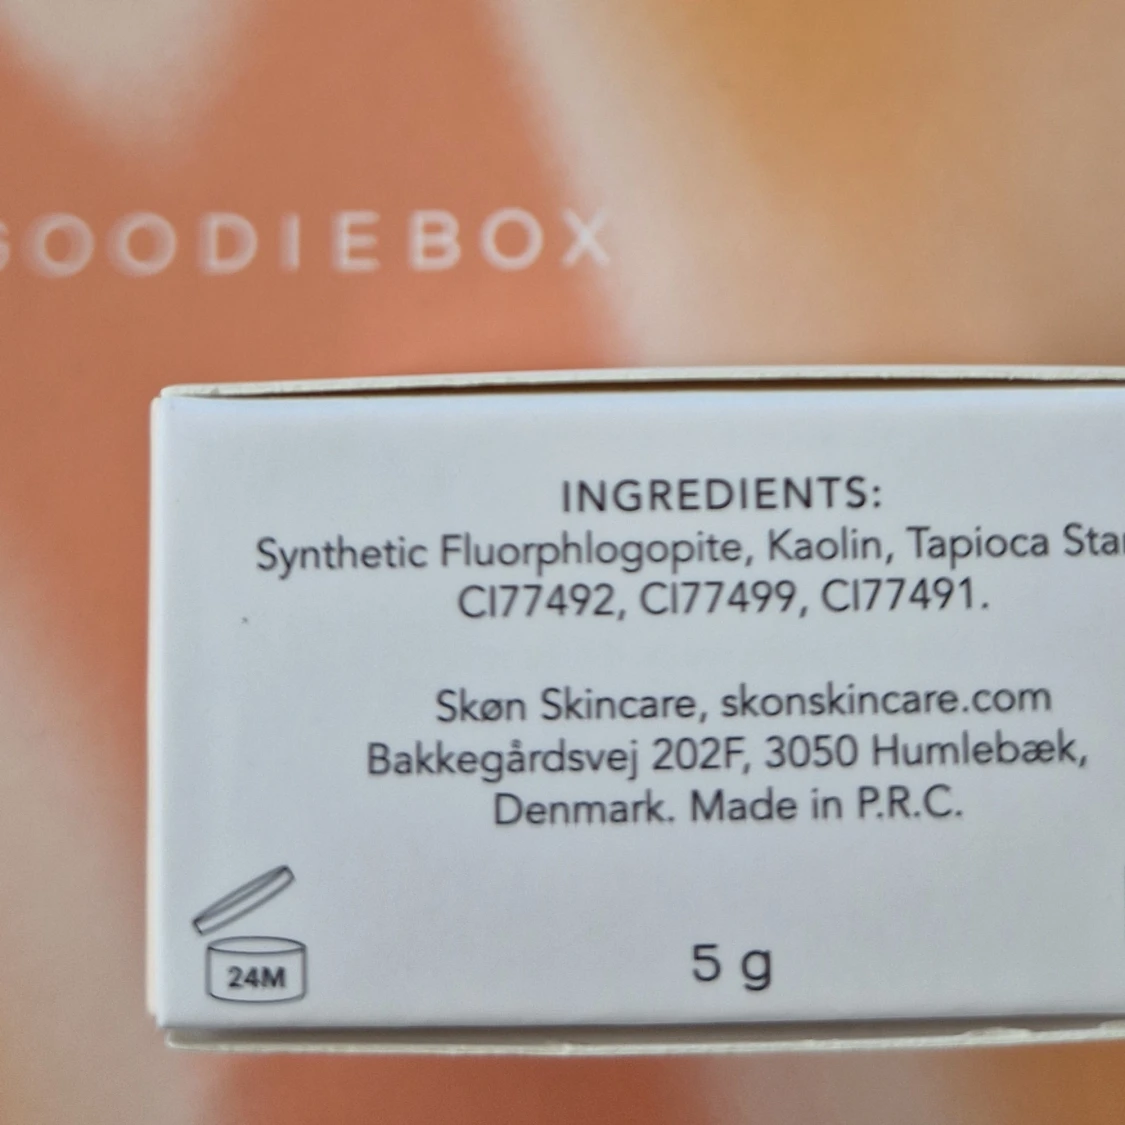 GOODIEBOX
INGREDIENTS:
Synthetic Fluorphlogopite, Kaolin, Tapioca
CI77492, CI77499, CI77491.
Skøn Skincare, skonskincare.com
Bakkegårdsvej 202F, 3050 Humlebæk,
Denmark. Made in P.R.C.
24M
5 g